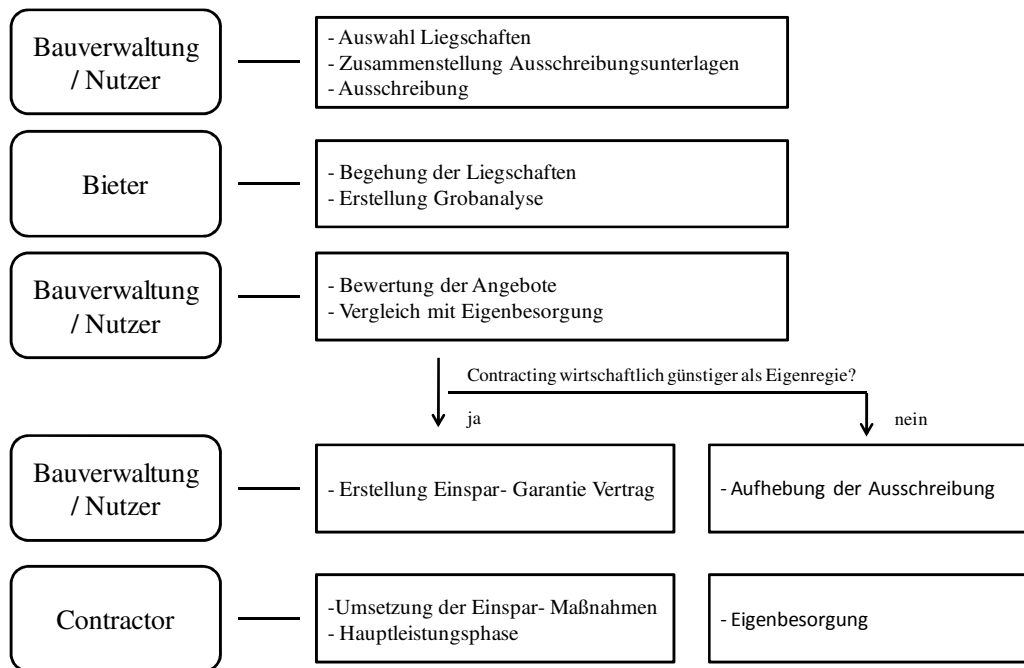 Bauverwaltung
/ Nutzer
- Auswahl Liegschaften
- Zusammenstellung Ausschreibungsunterlagen
- Ausschreibung
Bieter
- Begehung der Liegschaften
- Erstellung Grobanalyse
Bauverwaltung
/ Nutzer
- Bewertung der Angebote
- Vergleich mit Eigenbesorgung
Contracting wirtschaftlich günstiger als Eigenregie?
ja
nein
Bauverwaltung
/ Nutzer
- Erstellung Einspar- Garantie Vertrag
- Aufhebung der Ausschreibung
Contractor
-Umsetzung der Einspar- Maßnahmen
- Hauptleistungsphase
- Eigenbesorgung